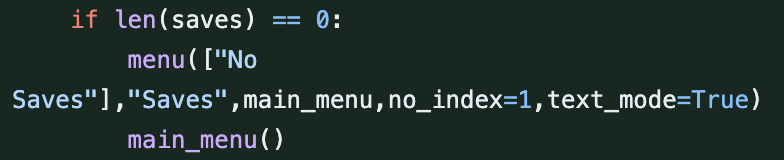 if len(saves) == 0:
menu(["No
Saves"],"Saves",main_menu,no_index=1,text_mode=True)
main_menu()